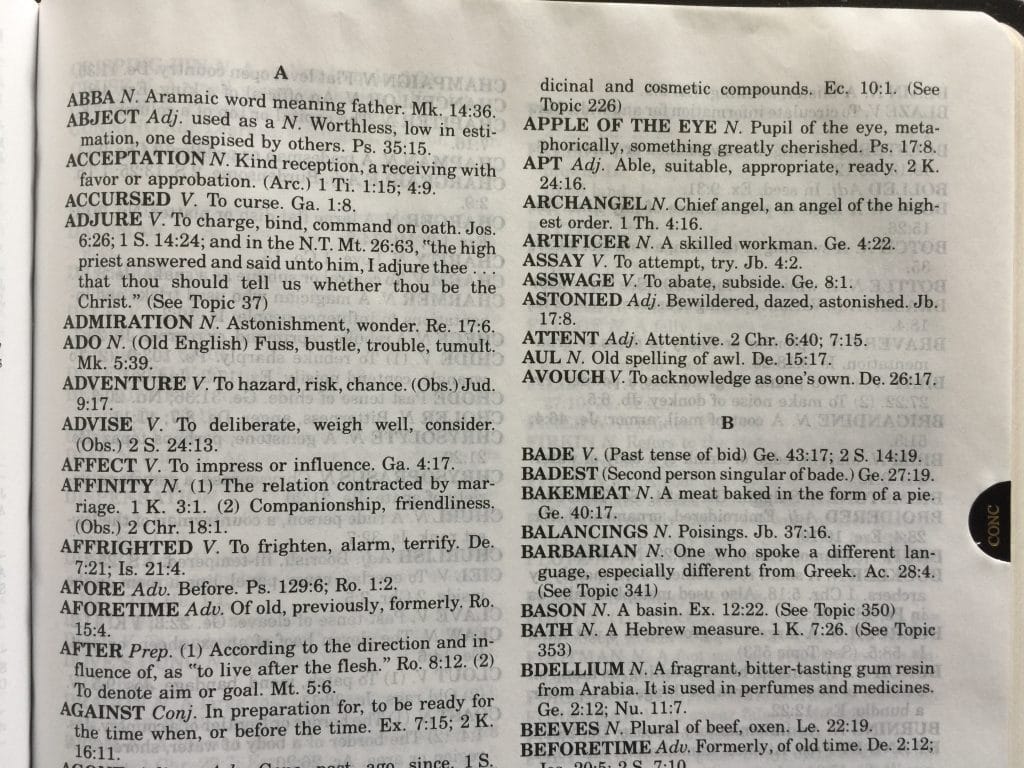 A
ABBA N. Aramaic word meaning father. Mk. 14:36.
ABJECT Adj. used as a N. Worthless, low in esti-
mation, one despised by others. Ps. 35:15.
ACCEPTATION N. Kind reception, a receiving with
favor or approbation. (Arc.) 1 Ti. 1:15; 4:9.
ACCURSED V. To curse. Ga. 1:8.
ADJURE V. To charge, bind, command on oath. Jos.
6:26; 1 S. 14:24; and in the N.T. Mt. 26:63, "the high
priest answered and said unto him, I adjure thee . . .
that thou should tell us whether thou be the
Christ." (See Topic 37)
ADMIRATION N. Astonishment, wonder. Re. 17:6.
ADO N. (Old English) Fuss, bustle, trouble, tumult.
Mk. 5:39.
ADVENTURE V. To hazard, risk, chance. (Obs.) Jud.
9:17.
ADVISE V. To deliberate, weigh well, consider.
(Obs.) 2 S. 24:13.
AFFECT V. To impress or influence. Ga. 4:17.
AFFINITY N. (1) The relation contracted by mar-
riage. 1 K. 3:1. (2) Companionship, friendliness.
(Obs.) 2 Chr. 18:1.
AFFRIGHTED V. To frighten, alarm, terrify. De.
7:21; Is. 21:4.
AFORE Adv. Before. Ps. 129:6; Ro. 1:2.
AFORETIME Adv. Of old, previously, formerly. Ro.
15:4.
AFTER Prep. (1) According to the direction and in-
fluence of, as "to live after the flesh." Ro. 8:12. (2)
To denote aim or goal. Mt. 5:6.
AGAINST Conj. In preparation for, to be ready for
the time when, or before the time. Ex. 7:15; 2 K.
16:11.
since. 1 S.
dicinal and cosmetic compounds. Ec. 10:1. (See
Topic 226)
APPLE OF THE EYE N. Pupil of the eye, meta-
phorically, something greatly cherished. Ps. 17:8.
APT Adj. Able, suitable, appropriate, ready. 2 K.
24:16.
ARCHANGEL N. Chief angel, an angel of the high-
est order. 1 Th. 4:16.
ARTIFICER N. A skilled workman. Ge. 4:22.
ASSAY V. To attempt, try. Jb. 4:2.
ASSWAGE V. To abate, subside. Ge. 8:1.
ASTONIED Adj. Bewildered, dazed, astonished. Jb.
17:8.
ATTENT Adj. Attentive. 2 Chr. 6:40; 7:15.
AUL N. Old spelling of awl. De. 15:17.
AVOUCH V. To acknowledge as one's own. De. 26:17.
B
BADE V. (Past tense of bid) Ge. 43:17; 2 S. 14:19.
BADEST (Second person singular of bade.) Ge. 27:19.
BAKEMEAT N. A meat baked in the form of a pie.
Ge. 40:17.
BALANCINGS N. Poisings. Jb. 37:16.
BARBARIAN N. One who spoke a different lan-
guage, especially different from Greek. Ac. 28:4.
(See Topic 341)
BASON N. A basin. Ex. 12:22. (See Topic 350)
BATH N. A Hebrew measure. 1 K. 7:26. (See Topic
353)
BDELLIUM N. A fragrant, bitter-tasting gum resin
from Arabia. It is used in perfumes and medicines.
Ge. 2:12; Nu. 11:7.
BEEVES N. Plural of beef, oxen. Le. 22:19.
BEFORETIME Adv. Formerly, of old time. De. 2:12;
CONC